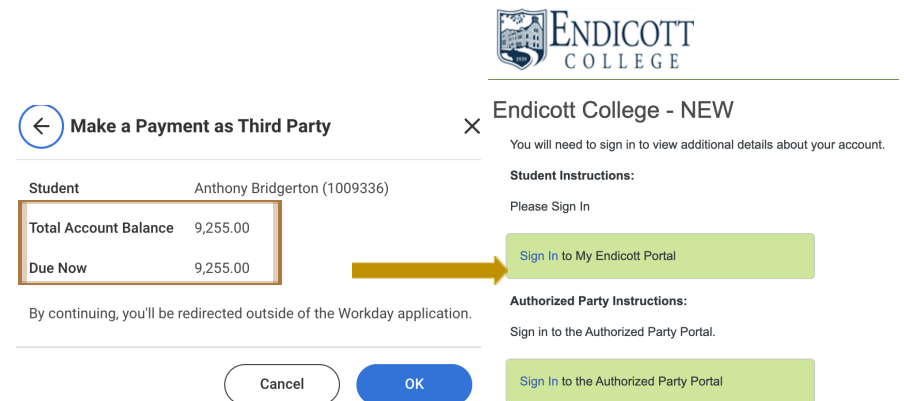 Make a Payment as Third Party
Student Anthony Bridgerton (1009336)
Total Account Balance 9,255.00
Due Now 9,255.00
By continuing, you'll be redirected outside of the Workday application.
Cancel OK
ENDICOTT
COLLEGE
1939
Endicott College - NEW
You will need to sign in to view additional details about your account.
Student Instructions:
Please Sign In
Sign In to My Endicott Portal
Authorized Party Instructions:
Sign in to the Authorized Party Portal.
Sign In to the Authorized Party Portal